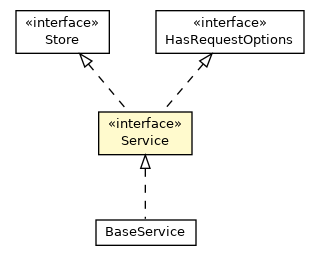 «interface»
Store
«interface»
HasRequestOptions
«interface»
Service
BaseService